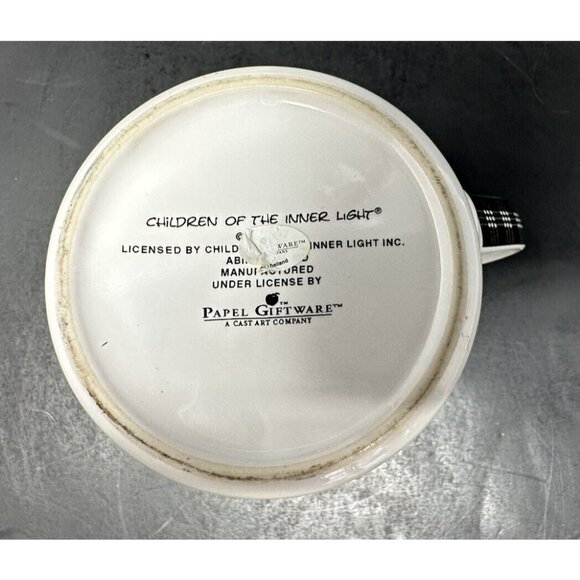 CHILDREN OF THE INNER LIGHT®
©
LICENSED BY CHILD INNER LIGHT INC.
MANUFACTURED
UNDER LICENSE BY
PAPEL GIFTWARE™
A CAST ART COMPANY